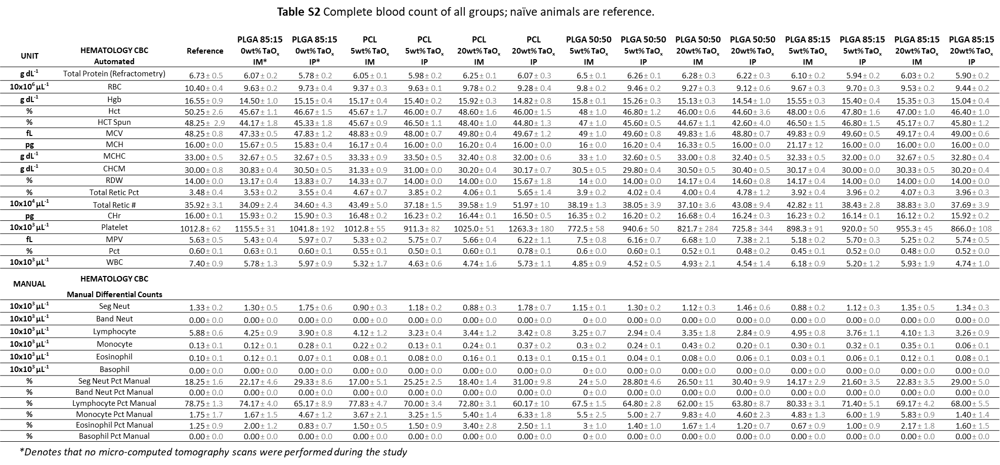 Table S2 Complete blood count of all groups; naïve animals are reference.
UNIT HEMATOLOGY CBC Automated Reference PLGA 85:15 0wt% TaOx IM* PLGA 85:15 0wt% TaOx IP* PCL 5wt% TaOx IM PCL 5wt% TaOx IP PCL 20wt% TaOx IM PCL 20wt% TaOx IP PLGA 50:50 5wt% TaOx IM PLGA 50:50 5wt% TaOx IP PLGA 50:50 20wt% TaOx IM PLGA 50:50 20wt% TaOx IP PLGA 85:15 5wt% TaOx IM PLGA 85:15 5wt% TaOx IP PLGA 85:15 20wt% TaOx IM PLGA 85:15 20wt% TaOx IP
g dL-1 Total Protein (Refractometry) 6.73± 0.5 6.07± 0.2 5.78± 0.2 6.05± 0.1 5.98± 0.2 6.25± 0.1 6.07± 0.3 6.5± 0.1 6.26± 0.1 6.28± 0.3 6.22± 0.3 6.10± 0.2 5.94± 0.2 6.03± 0.2 5.90± 0.2
10x10⁶ µL-1 RBC 10.40± 0.4 9.63± 0.2 9.73± 0.4 9.37± 0.3 9.63± 0.1 9.78± 0.2 9.28± 0.4 9.8± 0.2 9.46± 0.2 9.27± 0.3 9.12± 0.6 9.67± 0.3 9.70± 0.3 9.53± 0.2 9.44± 0.2
g dL-1 Hgb 16.55± 0.9 14.50± 1.0 15.15± 0.4 15.17± 0.4 15.40± 0.2 15.92± 0.3 14.82± 0.8 15.8± 0.1 15.26± 0.3 15.13± 0.3 14.54± 1.0 15.55± 0.3 15.40± 0.4 15.35± 0.3 15.04± 0.4
% Hct 50.25± 2.6 45.67± 1.1 46.67± 1.5 45.67± 1.7 46.00± 0.7 48.60± 1.6 46.00± 1.5 48± 1.0 46.80± 1.2 46.00± 0.6 44.60± 3.6 48.00± 0.6 47.80± 1.6 47.00± 1.0 46.40± 1.0
% HCT Spun 48.25± 2.9 44.17± 1.8 45.33± 1.8 45.67± 0.9 46.50± 1.1 48.40± 1.0 44.80± 1.3 47± 1.0 45.60± 0.5 44.67± 1.1 42.60± 4.0 46.50± 1.5 46.80± 1.5 45.17± 0.7 45.80± 1.2
fL MCV 48.25± 0.8 47.33± 0.5 47.83± 1.2 48.83± 0.9 48.00± 0.7 49.80± 0.4 49.67± 1.2 49± 1.0 49.60± 0.8 49.83± 1.6 48.80± 0.7 49.83± 0.9 49.60± 0.5 49.17± 0.4 49.00± 0.6
pg MCH 16.00± 0.0 15.67± 0.5 15.83± 0.4 16.17± 0.4 16.00± 0.0 16.20± 0.4 16.00± 0.0 16± 0.0 16.20± 0.4 16.33± 0.5 16.00± 0.0 21.17± 12 16.00± 0.0 16.00± 0.0 16.00± 0.0
g dL-1 MCHC 33.00± 0.5 32.67± 0.5 32.67± 0.5 33.33± 0.9 33.50± 0.5 32.40± 0.8 32.00± 0.6 33± 1.0 32.60± 0.5 33.00± 0.8 32.40± 0.5 32.33± 0.5 32.00± 0.0 32.67± 0.5 32.80± 0.4
g dL-1 CHCM 30.00± 0.8 30.83± 0.4 30.50± 0.5 31.33± 0.9 31.00± 0.0 30.20± 0.4 30.17± 0.7 30.5± 0.5 29.80± 0.4 30.50± 0.5 30.40± 0.5 30.17± 0.4 30.00± 0.0 30.33± 0.5 30.20± 0.4
% RDW 14.00± 0.0 13.17± 0.4 13.83± 0.7 14.33± 0.7 14.00± 0.0 14.00± 0.0 15.67± 1.8 14± 0.0 14.00± 0.0 14.17± 0.4 14.60± 0.8 14.17± 0.4 14.00± 0.0 14.00± 0.0 14.00± 0.0
% Total Retic Pct 3.48± 0.4 3.53± 0.2 3.55± 0.4 4.67± 0.7 3.85± 0.2 4.06± 0.1 5.65± 1.4 3.9± 0.2 4.02± 0.4 4.00± 0.4 4.78± 1.2 3.92± 0.4 3.96± 0.2 4.07± 0.3 3.96± 0.3
10x10⁴ µL-1 Total Retic # 35.92± 3.1 34.09± 2.4 34.60± 4.3 43.49± 5.0 37.18± 1.5 39.58± 1.9 51.97± 10 38.19± 1.3 38.05± 3.9 37.10± 3.6 43.08± 9.4 42.82± 11 38.43± 2.8 38.83± 3.0 37.69± 3.9
pg CHr 16.00± 0.1 15.93± 0.2 15.90± 0.3 16.48± 0.2 16.23± 0.2 16.44± 0.1 16.50± 0.5 16.35± 0.2 16.20± 0.2 16.68± 0.4 16.24± 0.3 16.23± 0.2 16.14± 0.1 16.12± 0.2 15.92± 0.2
10x10³ µL-1 Platelet 1012.8± 62 1155.5± 31 1041.8± 192 1012.8± 55 911.3± 82 1025.0± 51 1263.3± 180 772.5± 58 940.6± 50 821.7± 284 725.8± 344 898.3± 91 920.0± 50 955.3± 45 866.0± 108
fL MPV 5.63± 0.5 5.43± 0.4 5.97± 0.7 5.33± 0.2 5.75± 0.7 5.66± 0.4 6.22± 1.1 7.5± 0.8 6.16± 0.7 6.68± 1.0 7.38± 2.1 5.18± 0.2 5.70± 0.3 5.25± 0.2 5.74± 0.5
% Pct 0.60± 0.1 0.63± 0.1 0.60± 0.1 0.55± 0.1 0.50± 0.1 0.60± 0.1 0.78± 0.1 0.6± 0.0 0.60± 0.1 0.52± 0.1 0.48± 0.2 0.45± 0.1 0.52± 0.0 0.48± 0.0 0.52± 0.0
10x10³ µL-1 WBC 7.40± 0.9 5.78± 1.3 5.97± 0.9 5.32± 1.7 4.63± 0.6 4.74± 1.6 5.73± 1.1 4.85± 0.9 4.52± 0.5 4.93± 2.1 4.54± 1.4 6.18± 0.9 5.20± 1.2 5.93± 1.9 4.74± 1.0
MANUAL HEMATOLOGY CBC
Manual Differential Counts
10x10³ µL-1 Seg Neut 1.33± 0.2 1.30± 0.5 1.75± 0.6 0.90± 0.3 1.18± 0.2 0.88± 0.3 1.78± 0.7 1.15± 0.1 1.30± 0.2 1.12± 0.3 1.46± 0.6 0.88± 0.2 1.12± 0.3 1.35± 0.5 1.34± 0.3
10x10³ µL-1 Band Neut 0.00± 0.0 0.00± 0.0 0.00± 0.0 0.00± 0.0 0.00± 0.0 0.00± 0.0 0.00± 0.0 0± 0.0 0.00± 0.0 0.00± 0.0 0.00± 0.0 0.00± 0.0 0.00± 0.0 0.00± 0.0 0.00± 0.0
10x10³ µL-1 Lymphocyte 5.88± 0.6 4.25± 0.9 3.90± 0.8 4.12± 1.2 3.23± 0.4 3.44± 1.2 3.42± 0.8 3.25± 0.7 2.94± 0.4 3.35± 1.8 2.84± 0.9 4.95± 0.8 3.76± 1.1 4.10± 1.3 3.26± 0.9
10x10³ µL-1 Monocyte 0.13± 0.1 0.12± 0.1 0.28± 0.1 0.22± 0.2 0.13± 0.1 0.24± 0.1 0.37± 0.2 0.3± 0.2 0.24± 0.1 0.43± 0.2 0.20± 0.1 0.30± 0.1 0.32± 0.1 0.35± 0.1 0.06± 0.1
10x10³ µL-1 Eosinophil 0.10± 0.1 0.12± 0.1 0.07± 0.1 0.08± 0.1 0.08± 0.0 0.16± 0.1 0.13± 0.1 0.15± 0.1 0.04± 0.1 0.08± 0.0 0.06± 0.1 0.03± 0.1 0.06± 0.1 0.12± 0.1 0.08± 0.1
10x10³ µL-1 Basophil 0.00± 0.0 0.00± 0.0 0.00± 0.0 0.00± 0.0 0.00± 0.0 0.00± 0.0 0.00± 0.0 0± 0.0 0.00± 0.0 0.00± 0.0 0.00± 0.0 0.00± 0.0 0.00± 0.0 0.00± 0.0 0.00± 0.0
% Seg Neut Pct Manual 18.25± 1.6 22.17± 4.6 29.33± 8.6 17.00± 5.1 25.25± 2.5 18.40± 1.4 31.00± 9.8 24± 5.0 28.80± 4.6 26.50± 11 30.40± 9.9 14.17± 2.9 21.60± 3.5 22.83± 3.5 29.00± 5.0
% Band Neut Pct Manual 0.00± 0.0 0.00± 0.0 0.00± 0.0 0.00± 0.0 0.00± 0.0 0.00± 0.0 0.00± 0.0 0± 0.0 0.00± 0.0 0.00± 0.0 0.00± 0.0 0.00± 0.0 0.00± 0.0 0.00± 0.0 0.00± 0.0
% Lymphocyte Pct Manual 78.75± 1.3 74.17± 4.0 65.17± 8.9 77.83± 4.7 70.00± 3.4 72.80± 3.1 60.17± 10 67.5± 1.5 64.80± 2.8 62.00± 15 63.80± 8.7 80.33± 3.1 71.40± 5.1 69.17± 4.2 68.00± 5.5
% Monocyte Pct Manual 1.75± 1.7 1.67± 1.5 4.67± 1.2 3.67± 2.1 3.25± 1.5 5.40± 1.4 6.33± 1.8 5.5± 2.5 5.00± 2.7 9.83± 4.0 4.60± 2.3 4.83± 1.3 6.00± 1.9 5.83± 0.9 1.40± 1.4
% Eosinophil Pct Manual 1.25± 0.9 2.00± 1.2 0.83± 0.7 1.50± 0.5 1.50± 0.9 3.40± 2.8 2.50± 1.1 3± 1.0 1.40± 1.0 1.67± 1.4 1.20± 0.7 0.67± 0.9 1.00± 0.9 2.17± 1.8 1.60± 1.5
% Basophil Pct Manual 0.00± 0.0 0.00± 0.0 0.00± 0.0 0.00± 0.0 0.00± 0.0 0.00± 0.0 0.00± 0.0 0± 0.0 0.00± 0.0 0.00± 0.0 0.00± 0.0 0.00± 0.0 0.00± 0.0 0.00± 0.0 0.00± 0.0
*Denotes that no micro-computed tomography scans were performed during the study